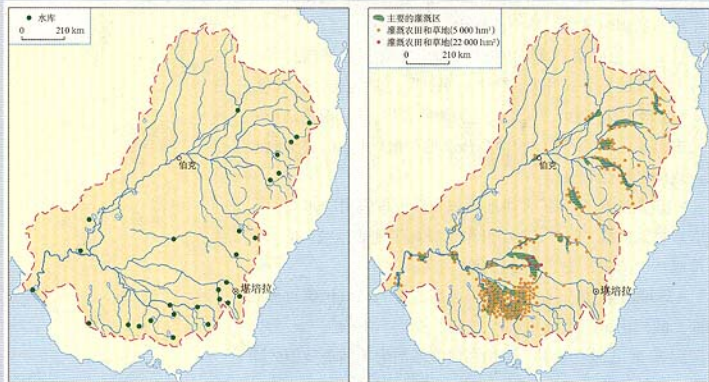 水库
0 210 km
伯克
堪培拉
主要的灌溉区
灌溉农田和草地(5 000 hm²)
灌溉农田和草地(22 000 hm²)
0 210 km
伯克
堪培拉